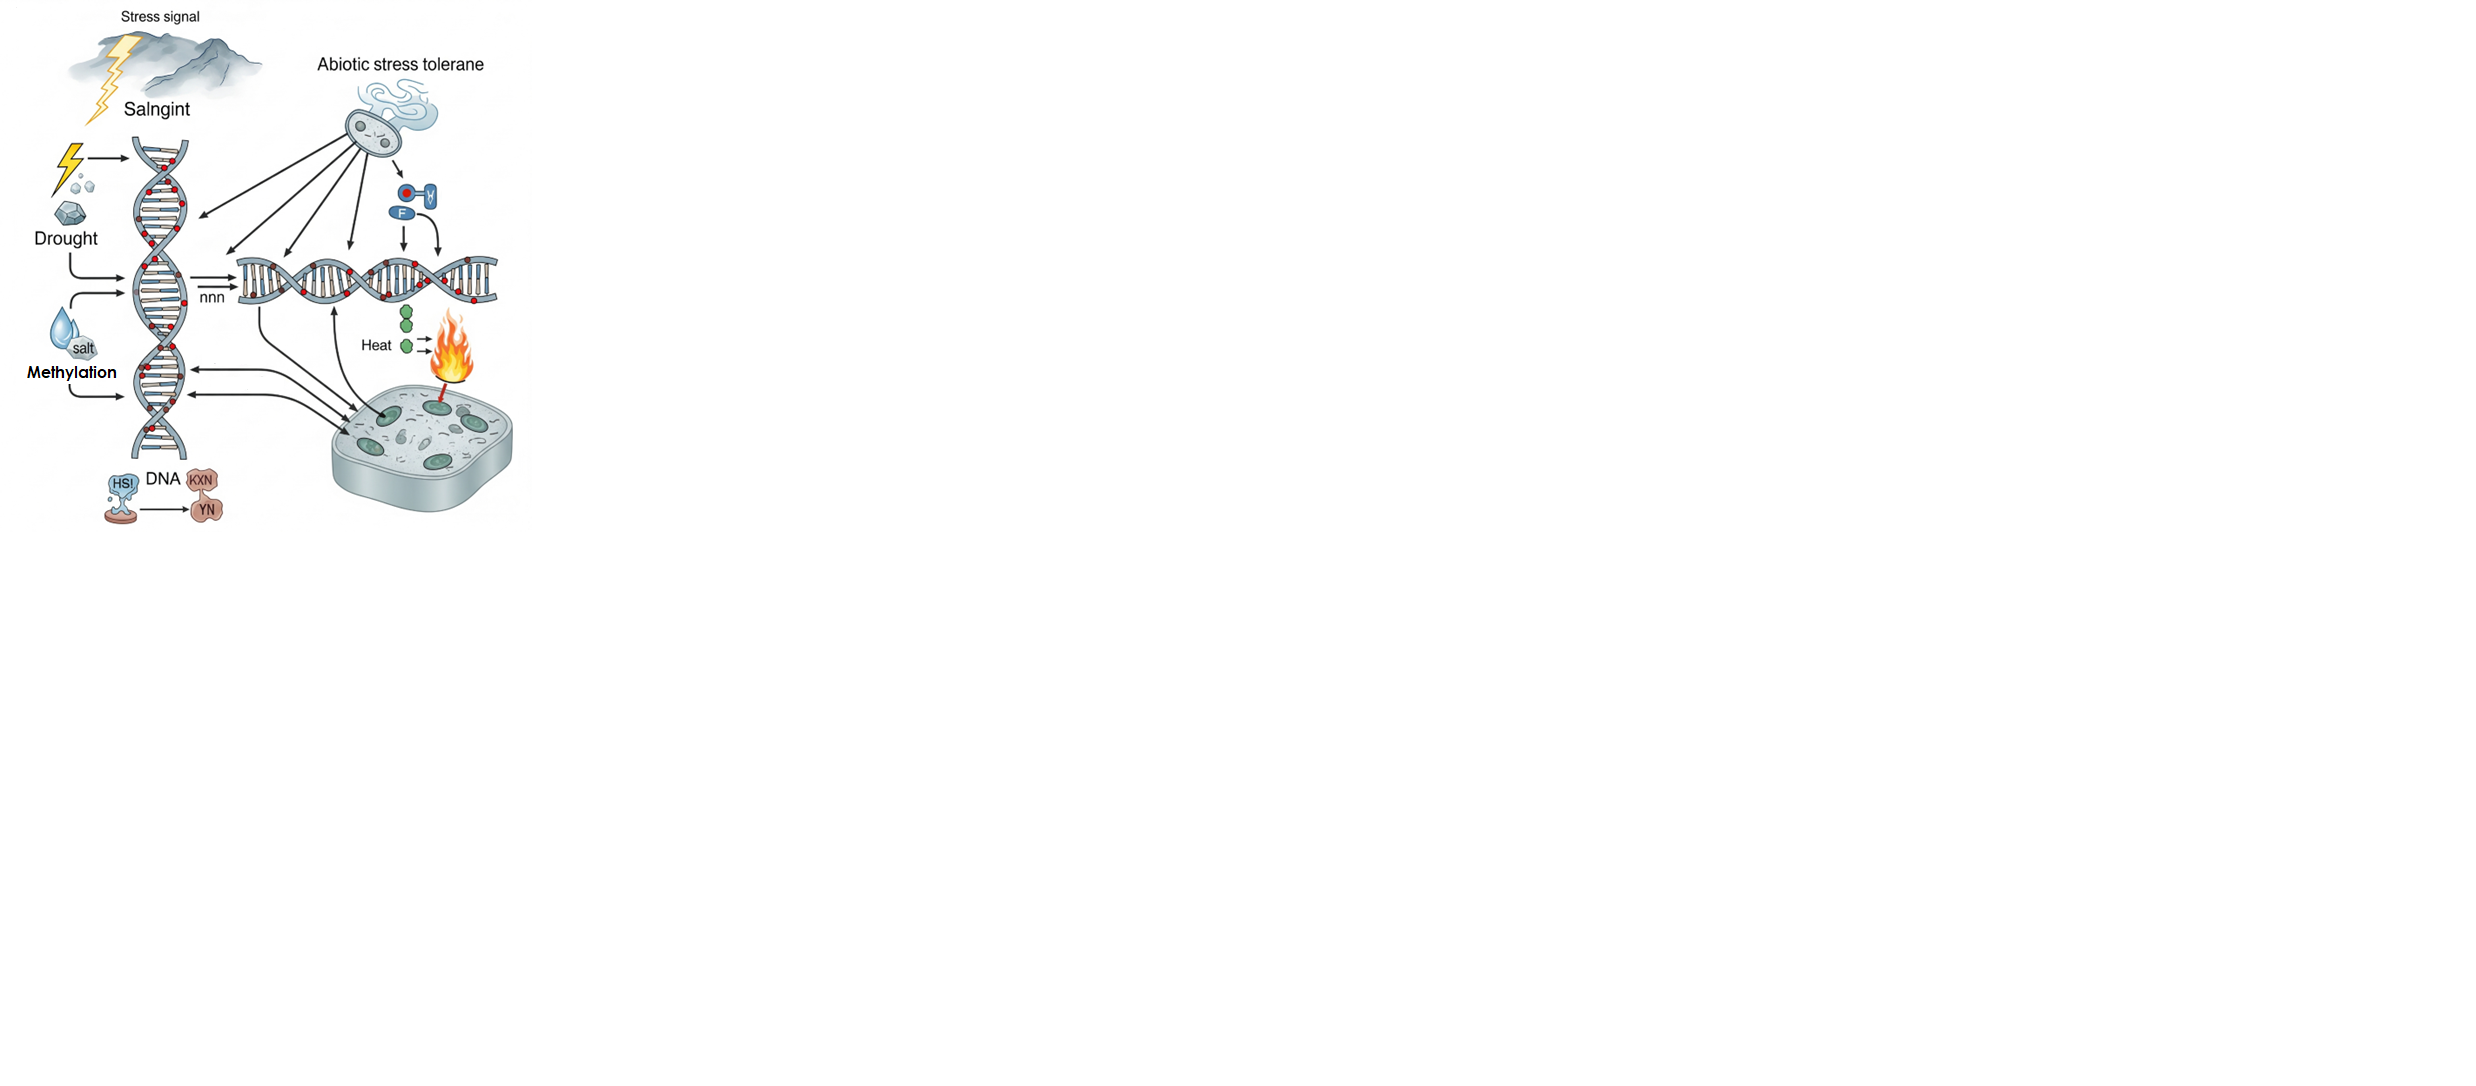 Stress signal
Salngint
Abiotic stress tolerane
Drought
F
nnn
salt
Heat
Methylation
HS!
DNA
KXN
YN